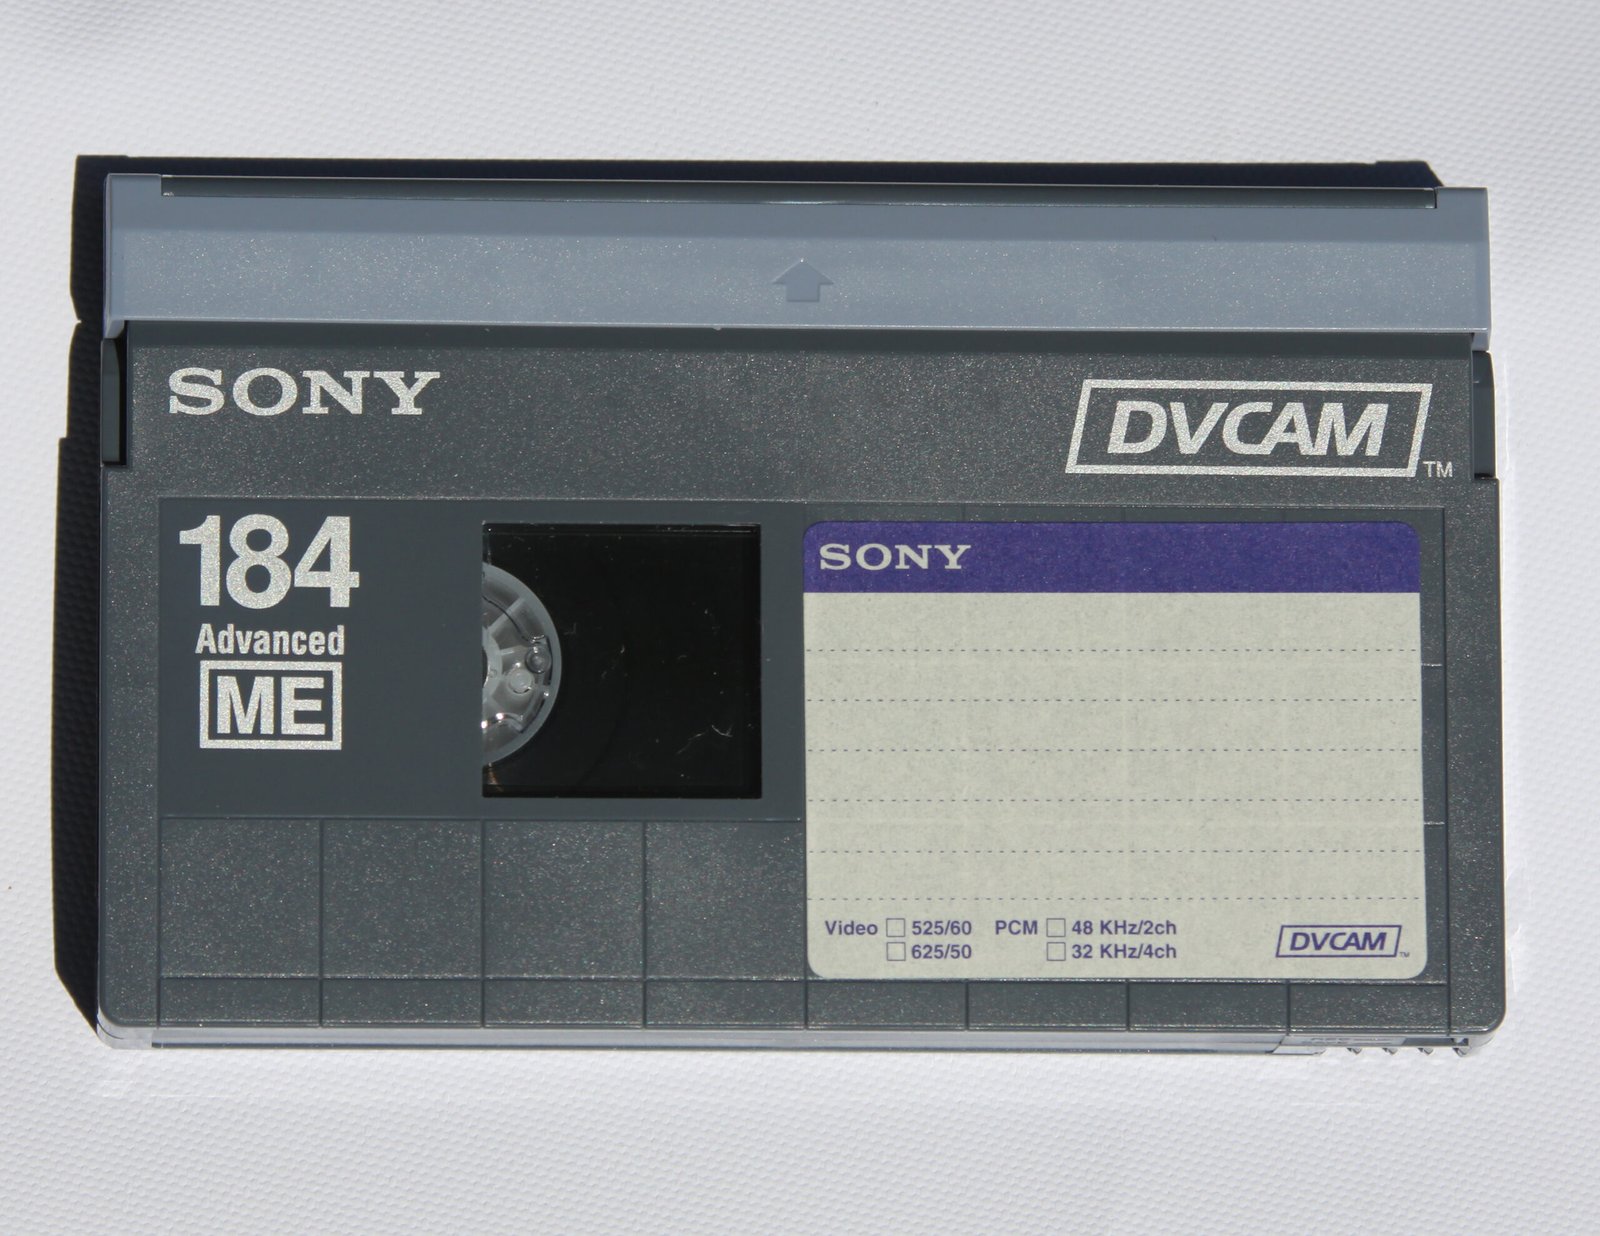 SONY
DVCAM TM
184
Advanced
ME
SONY
Video 525/60 PCM 48 KHz/2ch
625/50 32 KHz/4ch
DVCAM TM